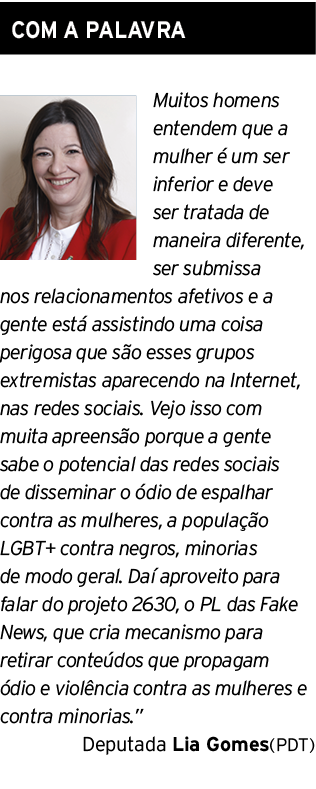 COM A PALAVRA
Muitos homens
entendem que a
mulher é um ser
inferior e deve
ser tratada de
maneira diferente,
ser submissa
nos relacionamentos afetivos e a
gente está assistindo uma coisa
perigosa que são esses grupos
extremistas aparecendo na Internet,
nas redes sociais. Vejo isso com
muita apreensão porque a gente
sabe o potencial das redes sociais
de disseminar o ódio de espalhar
contra as mulheres, a população
LGBT+ contra negros, minorias
de modo geral. Daí aproveito para
falar do projeto 2630, o PL das Fake
News, que cria mecanismo para
retirar conteúdos que propagam
ódio e violência contra as mulheres e
contra minorias.”
Deputada Lia Gomes(PDT)